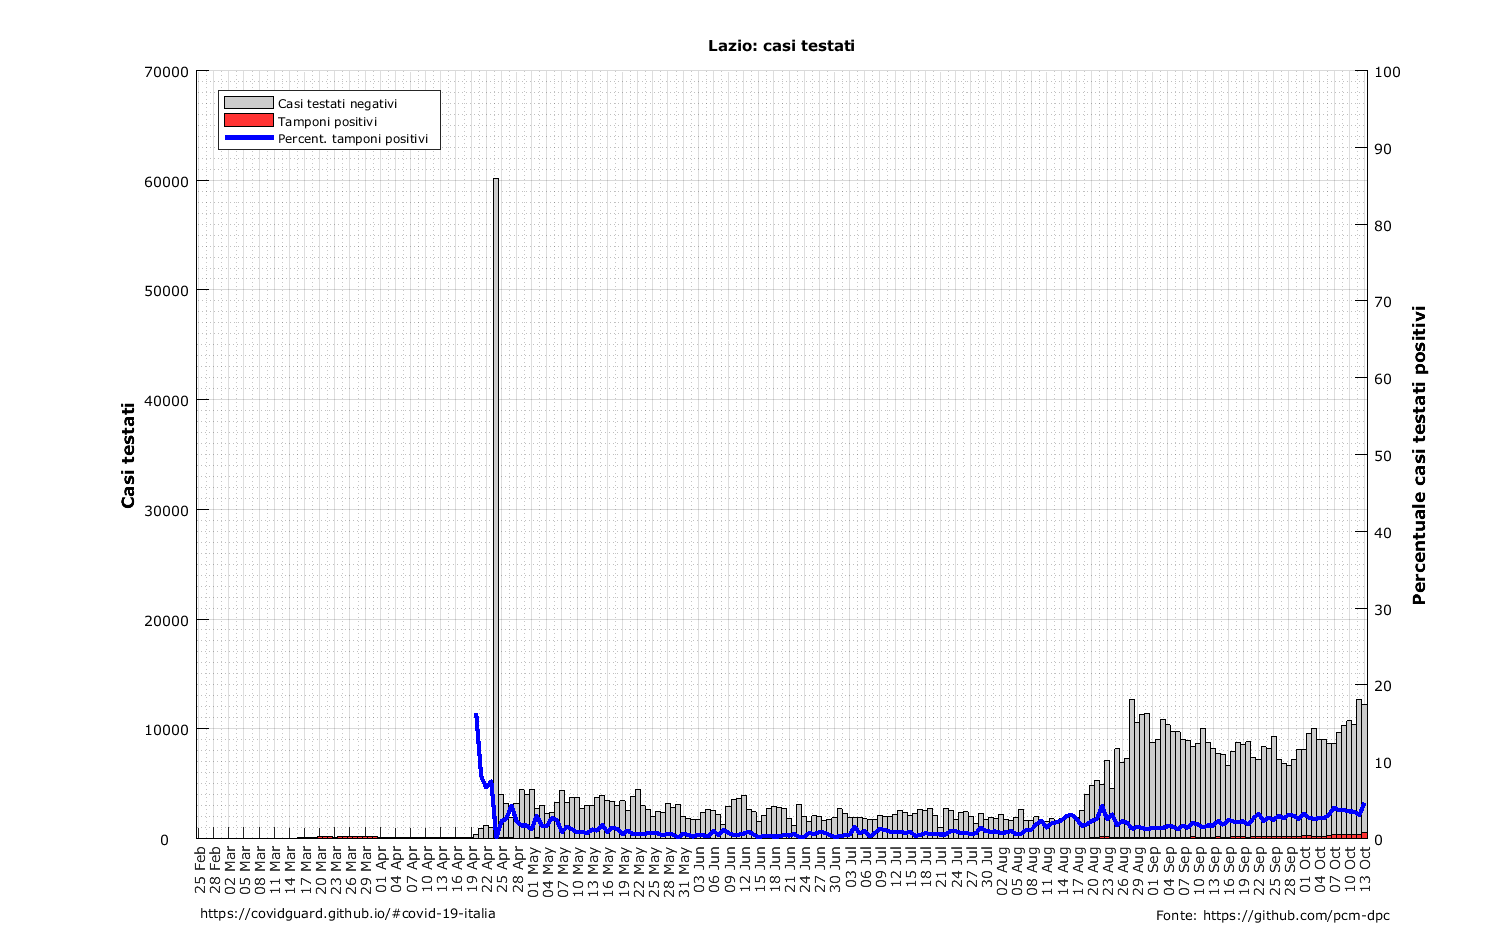 Lazio: casi testati
70000
60000
50000
40000
30000
20000
10000
0
100
90
80
70
60
50
40
30
20
10
0
Casi testati negativi
Tamponi positivi
Percent. tamponi positivi
Casi testati
Percentuale casi testati positivi
25 Feb
28 Feb
02 Mar
05 Mar
08 Mar
11 Mar
14 Mar
17 Mar
20 Mar
23 Mar
26 Mar
29 Mar
01 Apr
04 Apr
07 Apr
10 Apr
13 Apr
16 Apr
19 Apr
22 Apr
25 Apr
28 Apr
01 May
04 May
07 May
10 May
13 May
16 May
19 May
22 May
25 May
28 May
31 May
03 Jun
06 Jun
09 Jun
12 Jun
15 Jun
18 Jun
21 Jun
24 Jun
27 Jun
30 Jun
03 Jul
06 Jul
09 Jul
12 Jul
15 Jul
18 Jul
21 Jul
24 Jul
27 Jul
30 Jul
02 Aug
05 Aug
08 Aug
11 Aug
14 Aug
17 Aug
20 Aug
23 Aug
26 Aug
29 Aug
01 Sep
04 Sep
07 Sep
10 Sep
13 Sep
16 Sep
19 Sep
22 Sep
25 Sep
28 Sep
01 Oct
04 Oct
07 Oct
10 Oct
13 Oct
https://covidguard.github.io/#covid-19-italia
Fonte: https://github.com/pcm-dpc